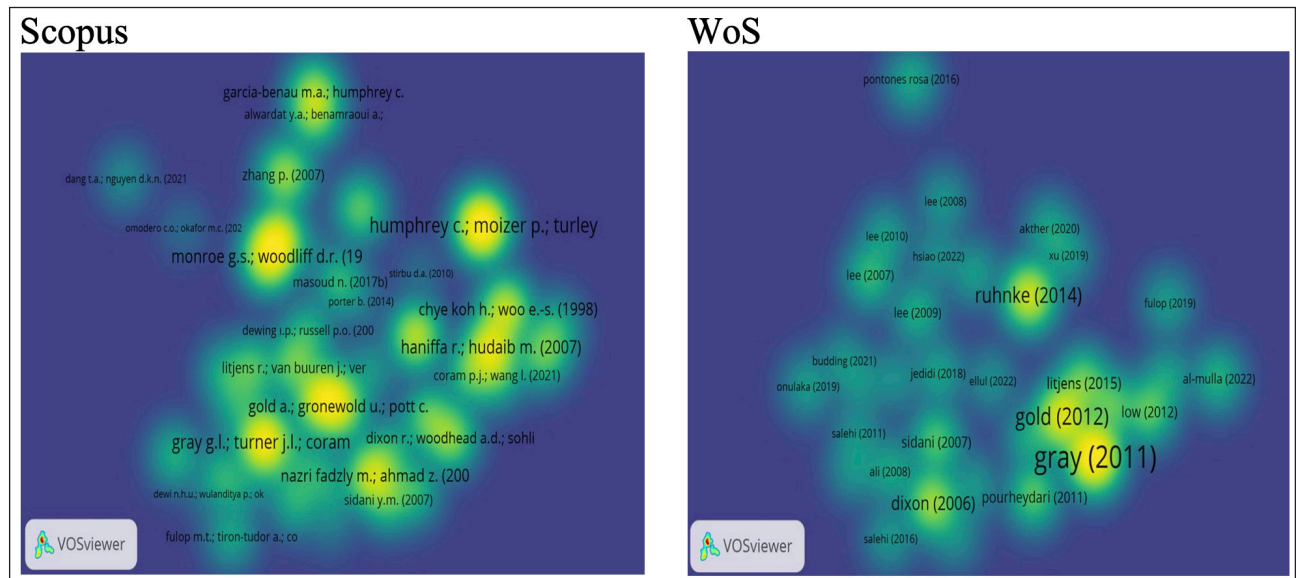 Scopus
WoS
garcia-benau m.a.; humphrey c.
alwardat y.a.; benamraoui a.;
dang t.a.; nguyen d.k.n. (2021
zhang p. (2007)
omodero c.o.; okafor m.c. (202
humphrey c.; moizer p.; turley
monroe g.s.; woodliff d.r. (19
stirbu d.a. (2010)
masoud n. (2017b)
porter b. (2014)
chye koh h.; woo e.-s. (1998)
dewing ı.p.; russell p.o. (200
haniffa r.; hudaib m. (2007)
litjens r.; van buuren j.; ver
coram p.j.; wang l. (2021)
gold a.; gronewold u.; pott c.
gray g.l.; turner j.l.; coram
dixon r.; woodhead a.d.; sohli
nazri fadzly m.; ahmad z. (200
dewi n.h.u.; wulanditya p.; ok
sidani y.m. (2007)
fulop m.t.; tiron-tudor a.; co
VOSviewer
pontones rosa (2016)
lee (2008)
lee (2010)
akther (2020)
hsiao (2022)
xu (2019)
lee (2007)
ruhnke (2014)
fulop (2019)
lee (2009)
budding (2021)
jedidi (2018)
ellul (2022)
litjens (2015)
al-mulla (2022)
onulaka (2019)
gold (2012)
low (2012)
salehi (2011)
sidani (2007)
gray (2011)
ali (2008)
dixon (2006)
pourheydari (2011)
salehi (2016)
VOSviewer